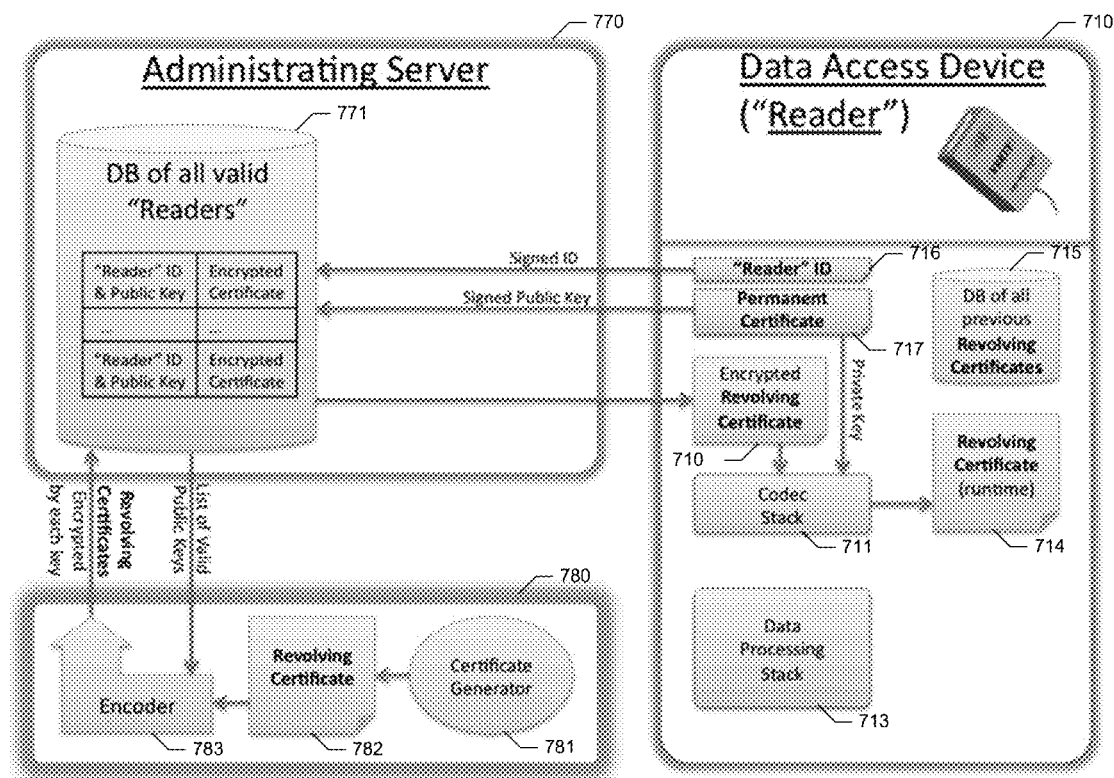 770
Administrating Server
771
DB of all valid
"Readers"
"Reader" ID
& Public Key
Encrypted
Certificate
...
...
"Reader" ID
& Public Key
Encrypted
Certificate
Signed ID
Signed Public Key
710
Data Access Device
("Reader")
716
"Reader" ID
Permanent
Certificate
717
715
DB of all
previous
Revolving
Certificates
Encrypted
Revolving
Certificate
710
Private Key
Codec
Stack
711
Revolving
Certificate
(runtime)
714
Data
Processing
Stack
713
Revolving
Certificates
Encrypted
by each key
List of Valid
Public Keys
780
Encoder
783
Revolving
Certificate
782
Certificate
Generator
781